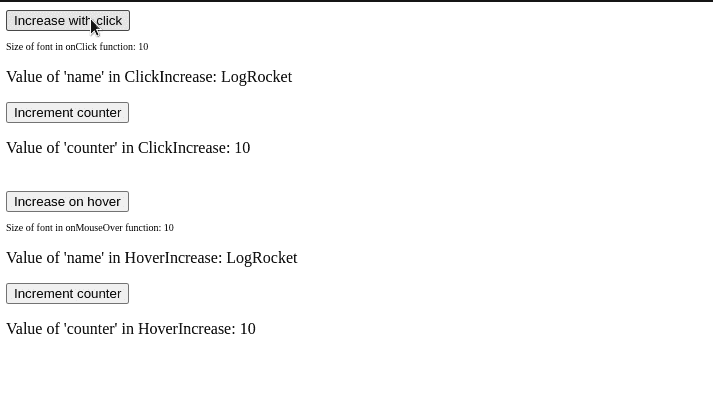 Increase with click
Size of font in onClick function: 10
Value of 'name' in ClickIncrease: LogRocket
Increment counter
Value of 'counter' in ClickIncrease: 10
Increase on hover
Size of font in onMouseOver function: 10
Value of 'name' in HoverIncrease: LogRocket
Increment counter
Value of 'counter' in HoverIncrease: 10